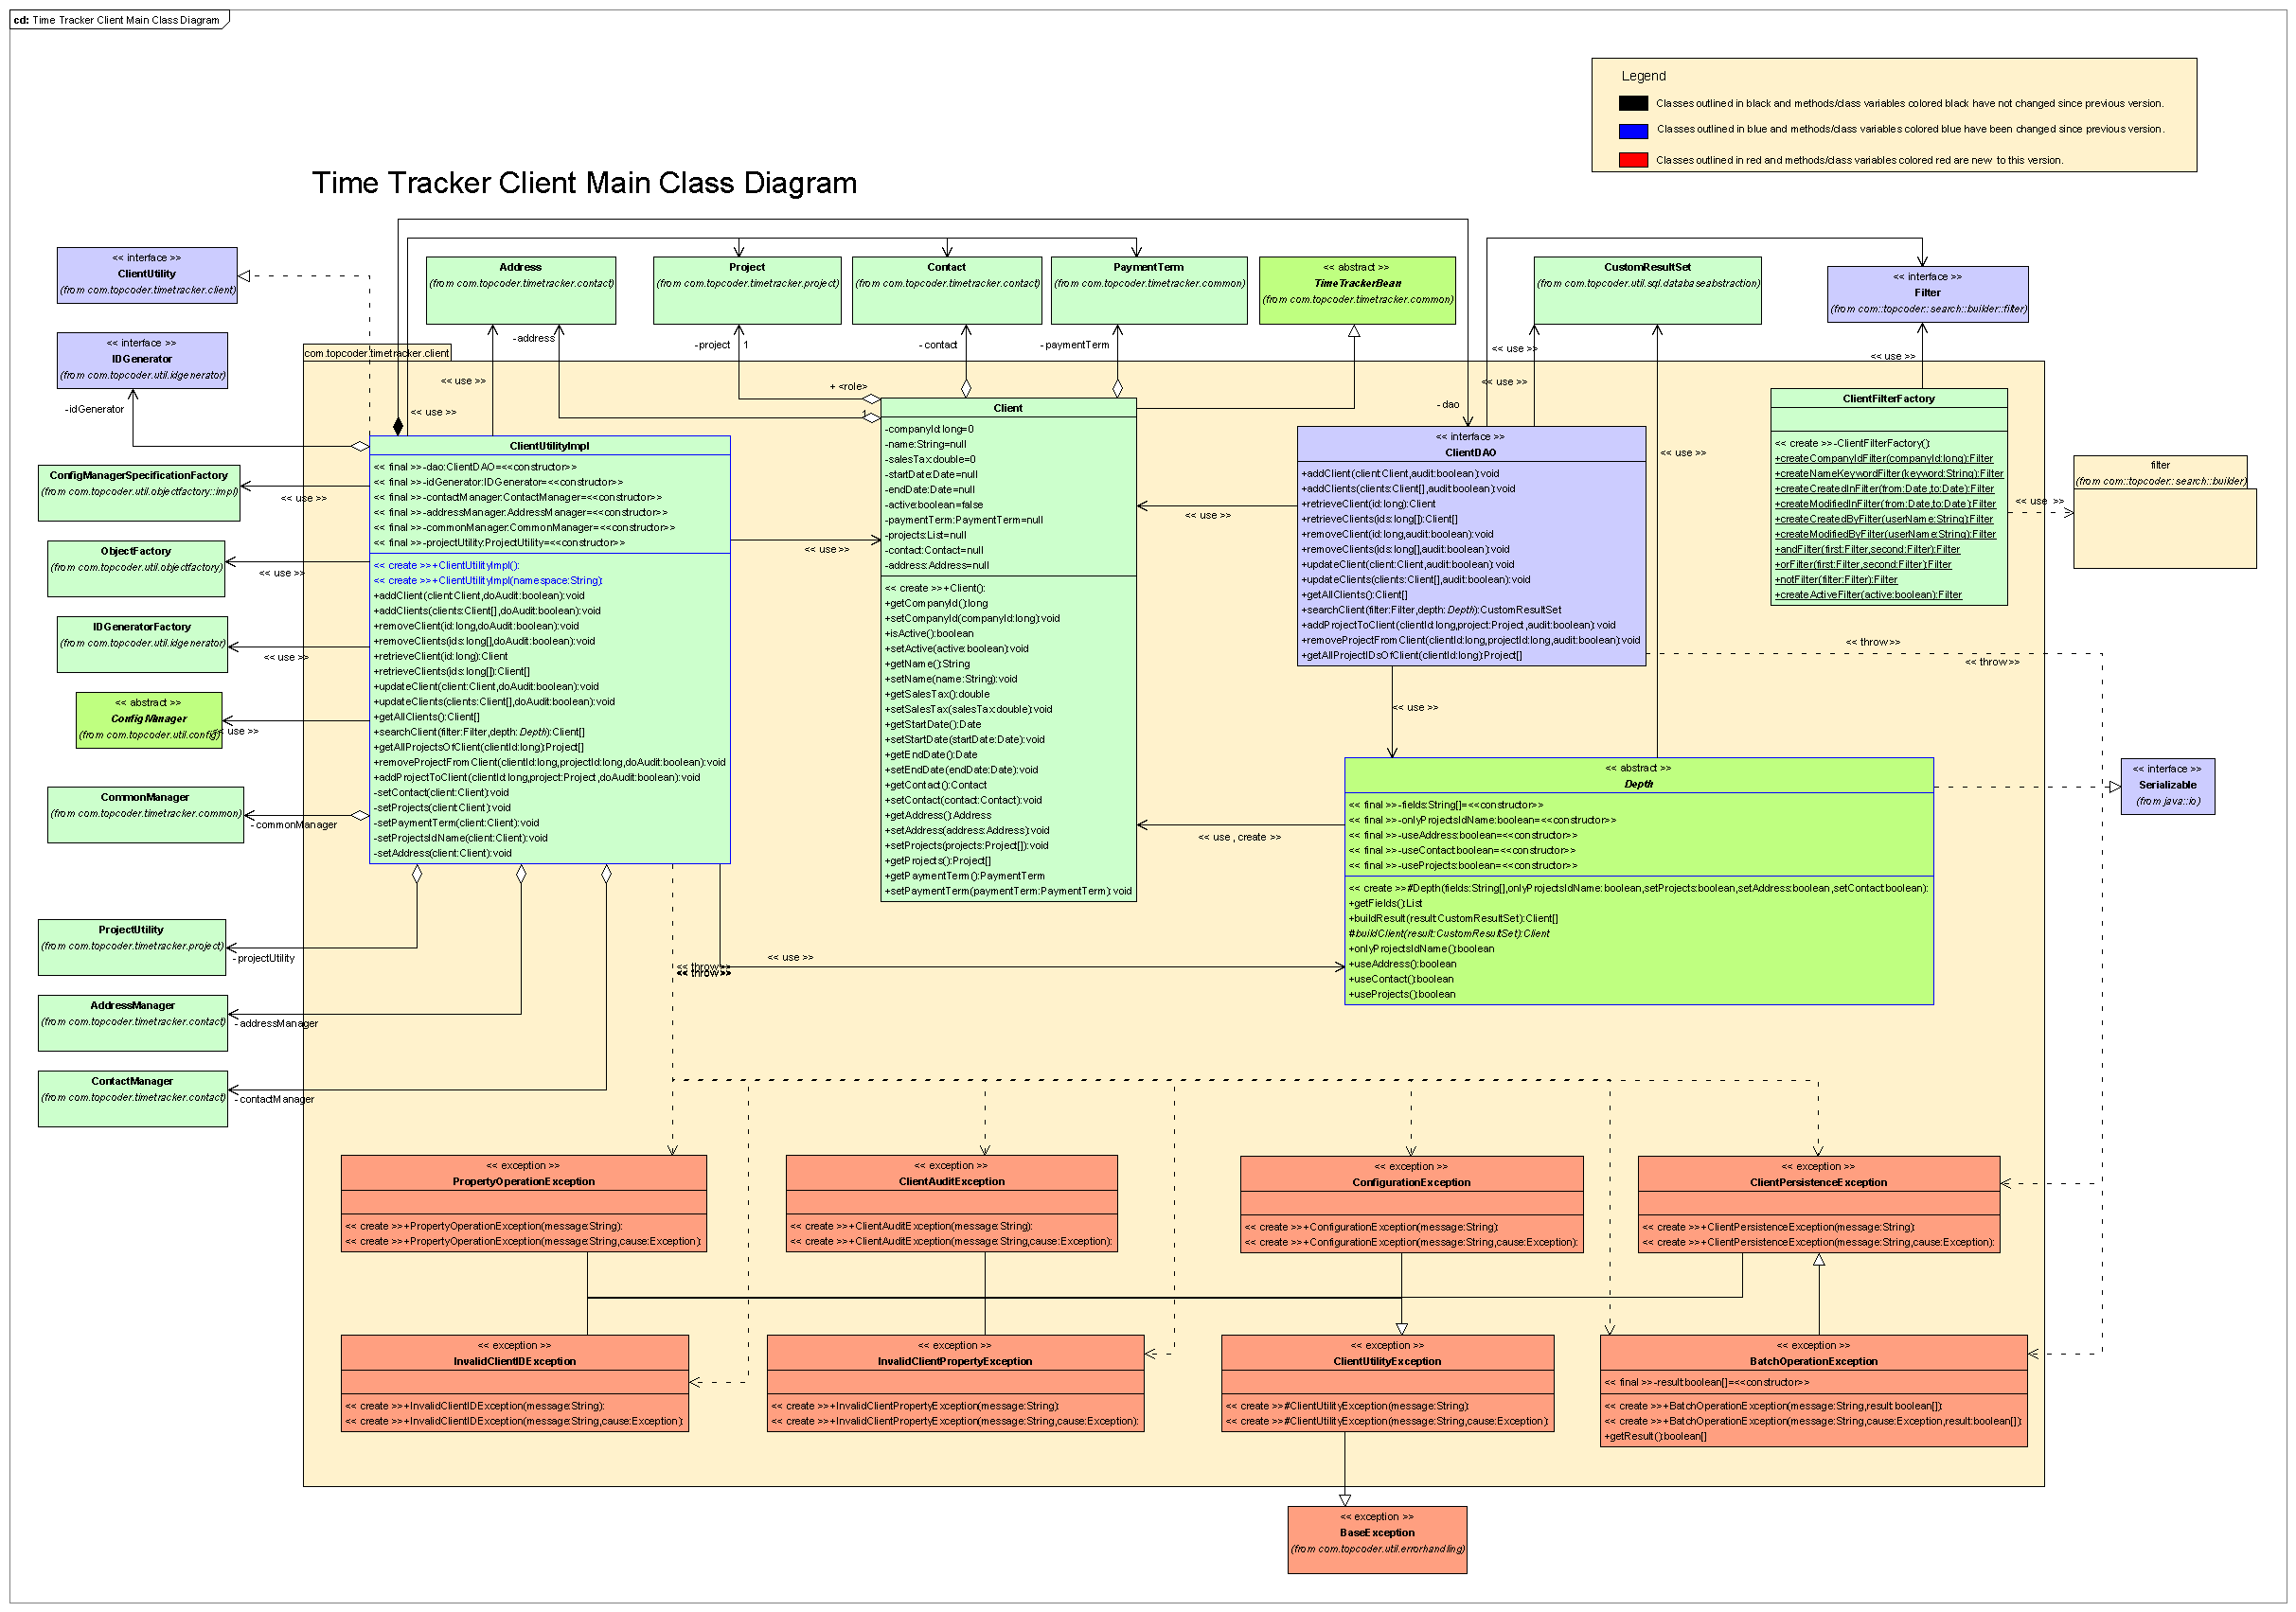 cd: Time Tracker Client Main Class Diagram
Legend
Classes outlined in black and methods/class variables colored black have not changed since previous version.
Classes outlined in blue and methods/class variables colored blue have been changed since previous version.
Classes outlined in red and methods/class variables colored red are new to this version.
Time Tracker Client Main Class Diagram
<< interface >>
ClientUtility
(from com.topcoder.timetracker.client)
<< interface >>
IDGenerator
(from com.topcoder.util.idgenerator)
-idGenerator
ConfigManagerSpecificationFactory
(from com.topcoder.util.objectfactory::impl)
<< use >>
ObjectFactory
(from com.topcoder.util.objectfactory)
<< use >>
IDGeneratorFactory
(from com.topcoder.util.idgenerator)
<< use >>
<< abstract >>
ConfigManager
(from com.topcoder.util.config)
<< use >>
CommonManager
(from com.topcoder.timetracker.common)
-commonManager
ProjectUtility
(from com.topcoder.timetracker.project)
-projectUtility
AddressManager
(from com.topcoder.timetracker.contact)
-addressManager
ContactManager
(from com.topcoder.timetracker.contact)
-contactManager
Address
(from com.topcoder.timetracker.contact)
Project
(from com.topcoder.timetracker.project)
Contact
(from com.topcoder.timetracker.contact)
PaymentTerm
(from com.topcoder.timetracker.common)
<< abstract >>
TimeTrackerBean
(from com.topcoder.timetracker.common)
CustomResultSet
(from com.topcoder.util.sql.databaseabstraction)
<< interface >>
Filter
(from com::topcoder::search::builder::filter)
-address
-project 1
-contact
-paymentTerm
<< use >>
<< use >>
com.topcoder.timetracker.client
<< use >>
<< use >>
<< use >>
+ <role>
1
-dao
<< use >>
ClientUtilityImpl
<< final >>-dao:ClientDAO=<<constructor>>
<< final >>-idGenerator:IDGenerator=<<constructor>>
<< final >>-contactManager:ContactManager=<<constructor>>
<< final >>-addressManager:AddressManager=<<constructor>>
<< final >>-commonManager:CommonManager=<<constructor>>
<< final >>-projectUtility:ProjectUtility=<<constructor>>
<< create >>+ClientUtilityImpl():
<< create >>+ClientUtilityImpl(namespace:String):
+addClient(client:Client,doAudit:boolean):void
+addClients(clients:Client[],doAudit:boolean):void
+removeClient(id:long,doAudit:boolean):void
+removeClients(ids:long[],doAudit:boolean):void
+retrieveClient(id:long):Client
+retrieveClients(ids:long[]):Client[]
+updateClient(client:Client,doAudit:boolean):void
+updateClients(clients:Client[],doAudit:boolean):void
+getAllClients():Client[]
+searchClient(filter:Filter,depth:Depth):Client[]
+getAllProjectsOfClient(clientId:long):Project[]
+removeProjectFromClient(clientId:long,projectId:long,doAudit:boolean):void
+addProjectToClient(clientId:long,project:Project,doAudit:boolean):void
-setContact(client:Client):void
-setProjects(client:Client):void
-setPaymentTerm(client:Client):void
-setProjectsIdName(client:Client):void
-setAddress(client:Client):void
<< use >>
Client
-companyId:long=0
-name:String=null
-salesTax:double=0
-startDate:Date=null
-endDate:Date=null
-active:boolean=false
-paymentTerm:PaymentTerm=null
-projects:List=null
-contact:Contact=null
-address:Address=null
<< create >>+Client():
+getCompanyId():long
+setCompanyId(companyId:long):void
+isActive():boolean
+setActive(active:boolean):void
+getName():String
+setName(name:String):void
+getSalesTax():double
+setSalesTax(salesTax:double):void
+getStartDate():Date
+setStartDate(startDate:Date):void
+getEndDate():Date
+setEndDate(endDate:Date):void
+getContact():Contact
+setContact(contact:Contact):void
+getAddress():Address
+setAddress(address:Address):void
+setProjects(projects:Project[]):void
+getProjects():Project[]
+getPaymentTerm():PaymentTerm
+setPaymentTerm(paymentTerm:PaymentTerm):void
<< use >>
<< interface >>
ClientDAO
+addClient(client:Client,audit:boolean):void
+addClients(clients:Client[],audit:boolean):void
+retrieveClient(id:long):Client
+retrieveClients(ids:long[]):Client[]
+removeClient(id:long,audit:boolean):void
+removeClients(ids:long[],audit:boolean):void
+updateClient(client:Client,audit:boolean):void
+updateClients(clients:Client[],audit:boolean):void
+getAllClients():Client[]
+searchClient(filter:Filter,depth:Depth):CustomResultSet
+addProjectToClient(clientId:long,project:Project,audit:boolean):void
+removeProjectFromClient(clientId:long,projectId:long,audit:boolean):void
+getAllProjectIDsOfClient(clientId:long):Project[]
<< use >>
ClientFilterFactory
<< create >>-ClientFilterFactory():
+createCompanyIdFilter(companyId:long):Filter
+createNameKeywordFilter(keyword:String):Filter
+createCreatedInFilter(from:Date,to:Date):Filter
+createModifiedInFilter(from:Date,to:Date):Filter
+createCreatedByFilter(userName:String):Filter
+createModifiedByFilter(userName:String):Filter
+andFilter(first:Filter,second:Filter):Filter
+orFilter(first:Filter,second:Filter):Filter
+notFilter(filter:Filter):Filter
+createActiveFilter(active:boolean):Filter
<< use >>
filter
(from com::topcoder::search::builder)
<< throw >>
<< throw >>
<< use >>
<< abstract >>
Depth
<< final >>-fields:String[]=<<constructor>>
<< final >>-onlyProjectsIdName:boolean=<<constructor>>
<< final >>-useAddress:boolean=<<constructor>>
<< final >>-useContact:boolean=<<constructor>>
<< final >>-useProjects:boolean=<<constructor>>
<< create >>#Depth(fields:String[],onlyProjectsIdName: boolean,setProjects:boolean,setAddress:boolean,setContact:boolean):
+getFields():List
+buildResult(result:CustomResultSet):Client[]
#buildClient(result:CustomResultSet):Client
+onlyProjectsIdName():boolean
+useAddress():boolean
+useContact():boolean
+useProjects():boolean
<< interface >>
Serializable
(from java::io)
<< use , create >>
<< use >>
<< throw >>
<< throw >>
<< exception >>
PropertyOperationException
<< create >>+PropertyOperationException(message:String):
<< create >>+PropertyOperationException(message:String,cause:Exception):
<< exception >>
ClientAuditException
<< create >>+ClientAuditException(message:String):
<< create >>+ClientAuditException(message:String,cause:Exception):
<< exception >>
ConfigurationException
<< create >>+ConfigurationException(message:String):
<< create >>+ConfigurationException(message:String,cause:Exception):
<< exception >>
ClientPersistenceException
<< create >>+ClientPersistenceException(message:String):
<< create >>+ClientPersistenceException(message:String,cause:Exception):
<< exception >>
InvalidClientIDException
<< create >>+InvalidClientIDException(message:String):
<< create >>+InvalidClientIDException(message:String,cause:Exception):
<< exception >>
InvalidClientPropertyException
<< create >>+InvalidClientPropertyException(message:String):
<< create >>+InvalidClientPropertyException(message:String,cause:Exception):
<< exception >>
ClientUtilityException
<< create >>#ClientUtilityException(message:String):
<< create >>#ClientUtilityException(message:String,cause:Exception):
<< exception >>
BatchOperationException
<< final >>-result:boolean[]=<<constructor>>
<< create >>+BatchOperationException(message:String,result:boolean[]):
<< create >>+BatchOperationException(message:String,cause:Exception,result:boolean[]):
+getResult():boolean[]
<< exception >>
BaseException
(from com.topcoder.util.errorhandling)